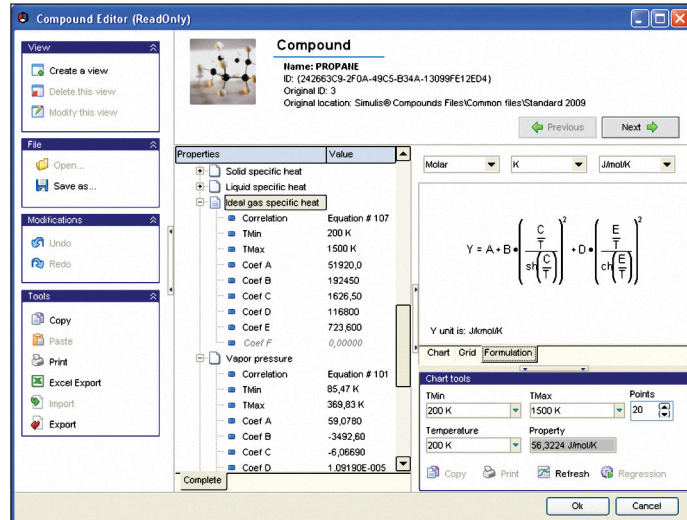 Compound Editor (ReadOnly)
View
Create a view
Delete this view
Modify this view
File
Open...
Save as...
Modifications
Undo
Redo
Tools
Copy
Paste
Print
Excel Export
Import
Export
Compound
Name: PROPANE
ID: {242663C9-2F0A-49C5-B34A-13099FE12ED4}
Original ID: 3
Original location: Simulis® Compounds Files\Common files\Standard 2009
Previous Next
Properties Value
Solid specific heat
Liquid specific heat
Ideal gas specific heat
Correlation Equation # 107
TMin 200 K
TMax 1500 K
Coef A 51920,0
Coef B 192450
Coef C 1626,50
Coef D 116800
Coef E 723,600
Coef F 0,00000
Vapor pressure
Correlation Equation # 101
TMin 85,47 K
TMax 369,83 K
Coef A 59,0780
Coef B -3492,60
Coef C -6,06690
Coef D 1,09190E-005
Complete
Molar K J/mol/K
Y = A + B • ( C/T / sh(C/T) )² + D • ( E/T / ch(E/T) )²
Y unit is: J/kmol/K
Chart Grid Formulation
Chart tools
TMin TMax Points
200 K 1500 K 20
Temperature Property
200 K 56,3224 J/mol/K
Copy Print Refresh Regression
Ok Cancel